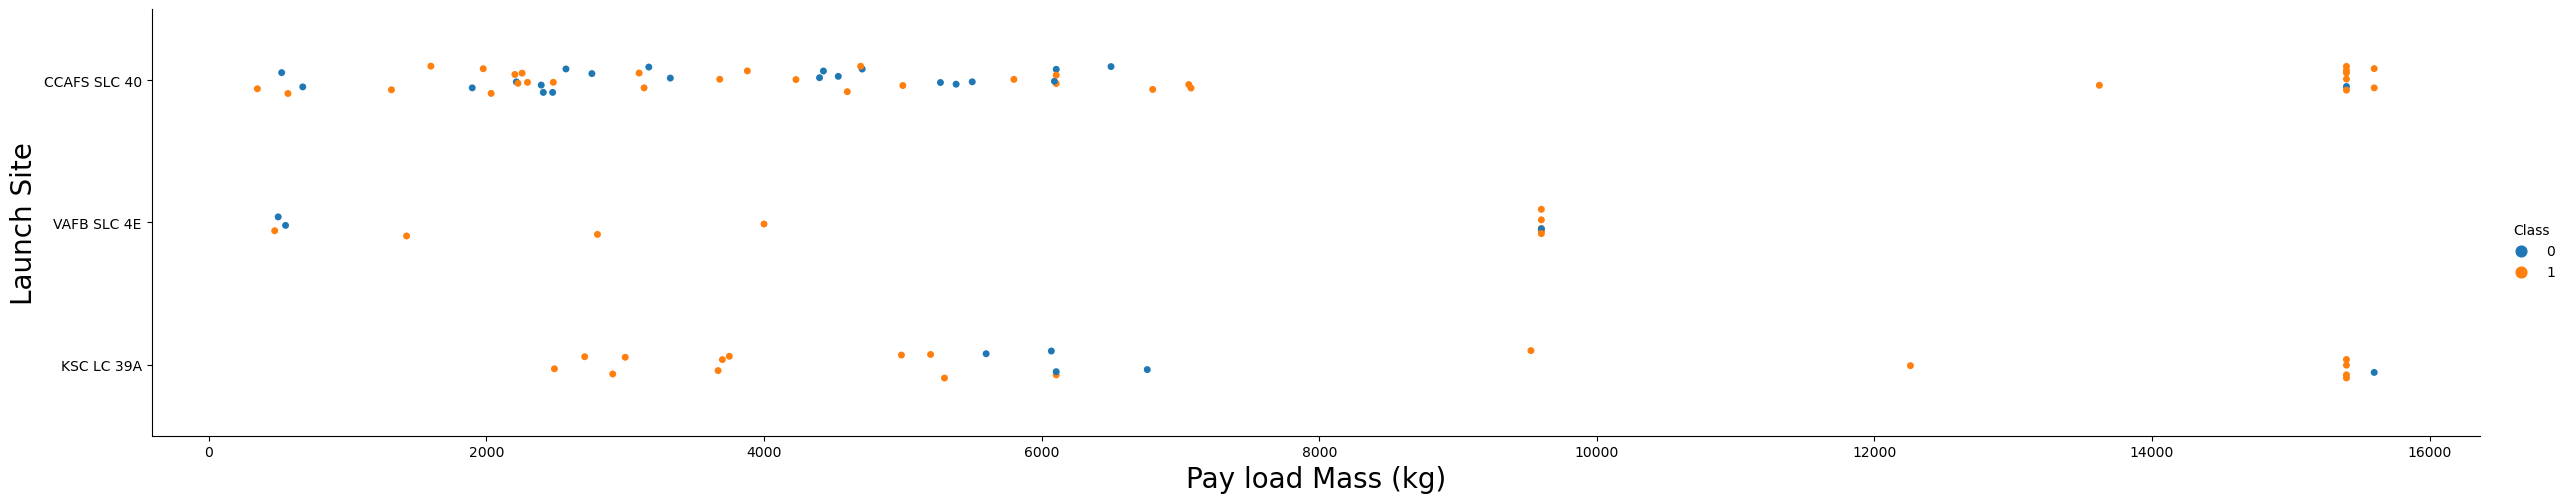 Launch Site
CCAFS SLC 40
VAFB SLC 4E
KSC LC 39A
0 2000 4000 6000 8000 10000 12000 14000 16000
Pay load Mass (kg)
Class
0
1